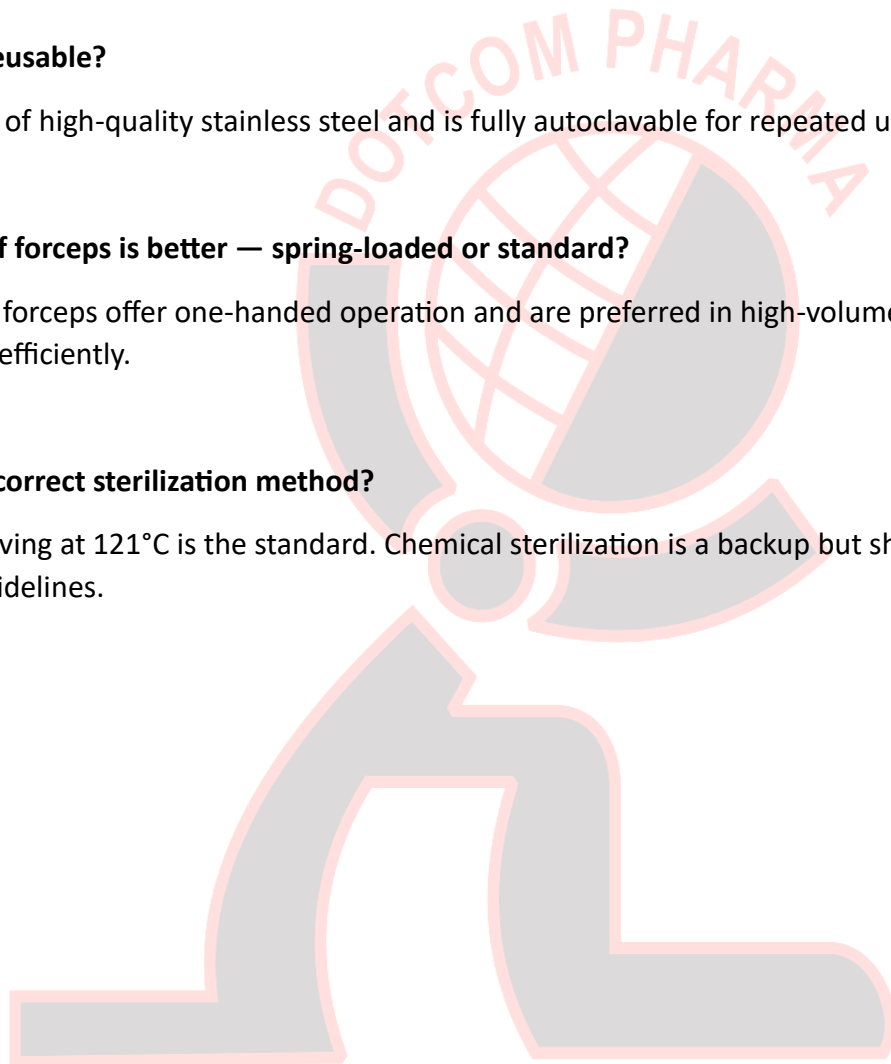 eusable?
of high-quality stainless steel and is fully autoclavable for repeated u
f forceps is better — spring-loaded or standard?
forceps offer one-handed operation and are preferred in high-volume
efficiently.
correct sterilization method?
ving at 121°C is the standard. Chemical sterilization is a backup but sh
idelines.
DOTCOM PHARMA